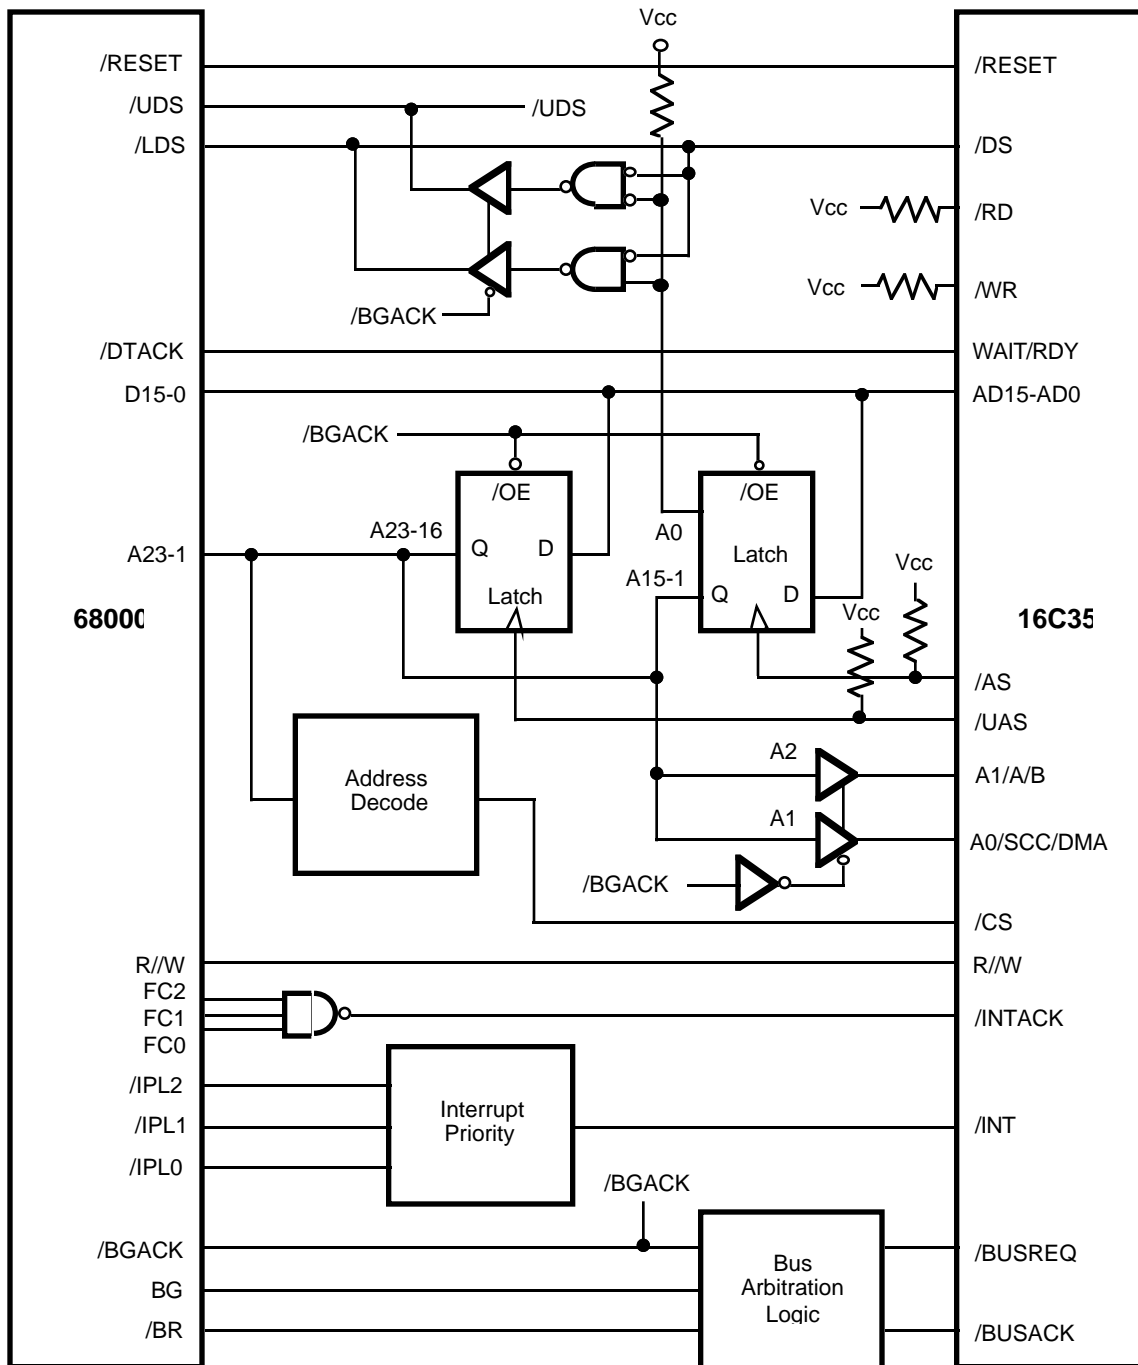 Vcc
/RESET
/RESET
/UDS
/UDS
/LDS
/DS
Vcc
/RD
Vcc
/WR
/BGACK
/DTACK
WAIT/RDY
D15-0
AD15-AD0
/BGACK
/OE
/OE
A23-16
A0
A23-1
Q
D
Latch
Vcc
A15-1
Latch
Q
D
Vcc
68000
16C35
/AS
/UAS
A2
A1/A/B
Address
Decode
A1
A0/SCC/DMA
/BGACK
/CS
R//W
R//W
FC2
FC1
/INTACK
FC0
/IPL2
Interrupt
Priority
/IPL1
/INT
/IPL0
/BGACK
/BGACK
/BUSREQ
Bus
Arbitration
Logic
BG
/BR
/BUSACK